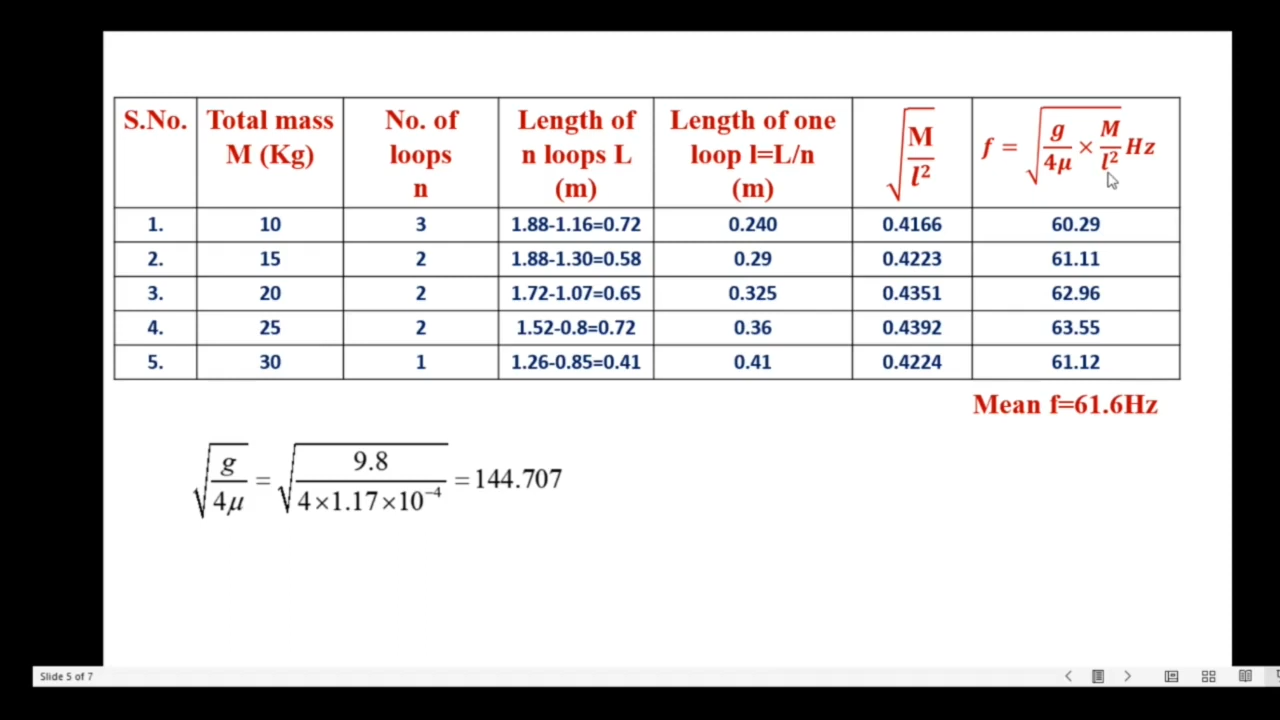 S.No. Total mass M (Kg) No. of loops n Length of n loops L (m) Length of one loop l=L/n (m) √(M/l²) f = √(g/4μ × M/l²) Hz
1. 10 3 1.88-1.16=0.72 0.240 0.4166 60.29
2. 15 2 1.88-1.30=0.58 0.29 0.4223 61.11
3. 20 2 1.72-1.07=0.65 0.325 0.4351 62.96
4. 25 2 1.52-0.8=0.72 0.36 0.4392 63.55
5. 30 1 1.26-0.85=0.41 0.41 0.4224 61.12
Mean f=61.6Hz
√(g/4μ) = √(9.8/4×1.17×10⁻⁴) = 144.707
Slide 5 of 7